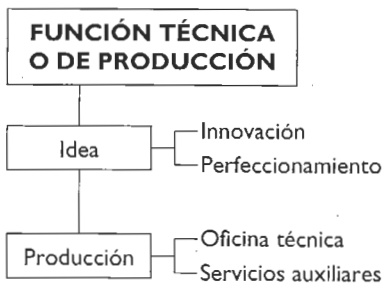 FUNCIÓN TÉCNICA
O DE PRODUCCIÓN
Idea
Innovación
Perfeccionamiento
Producción
Oficina técnica
Servicios auxiliares